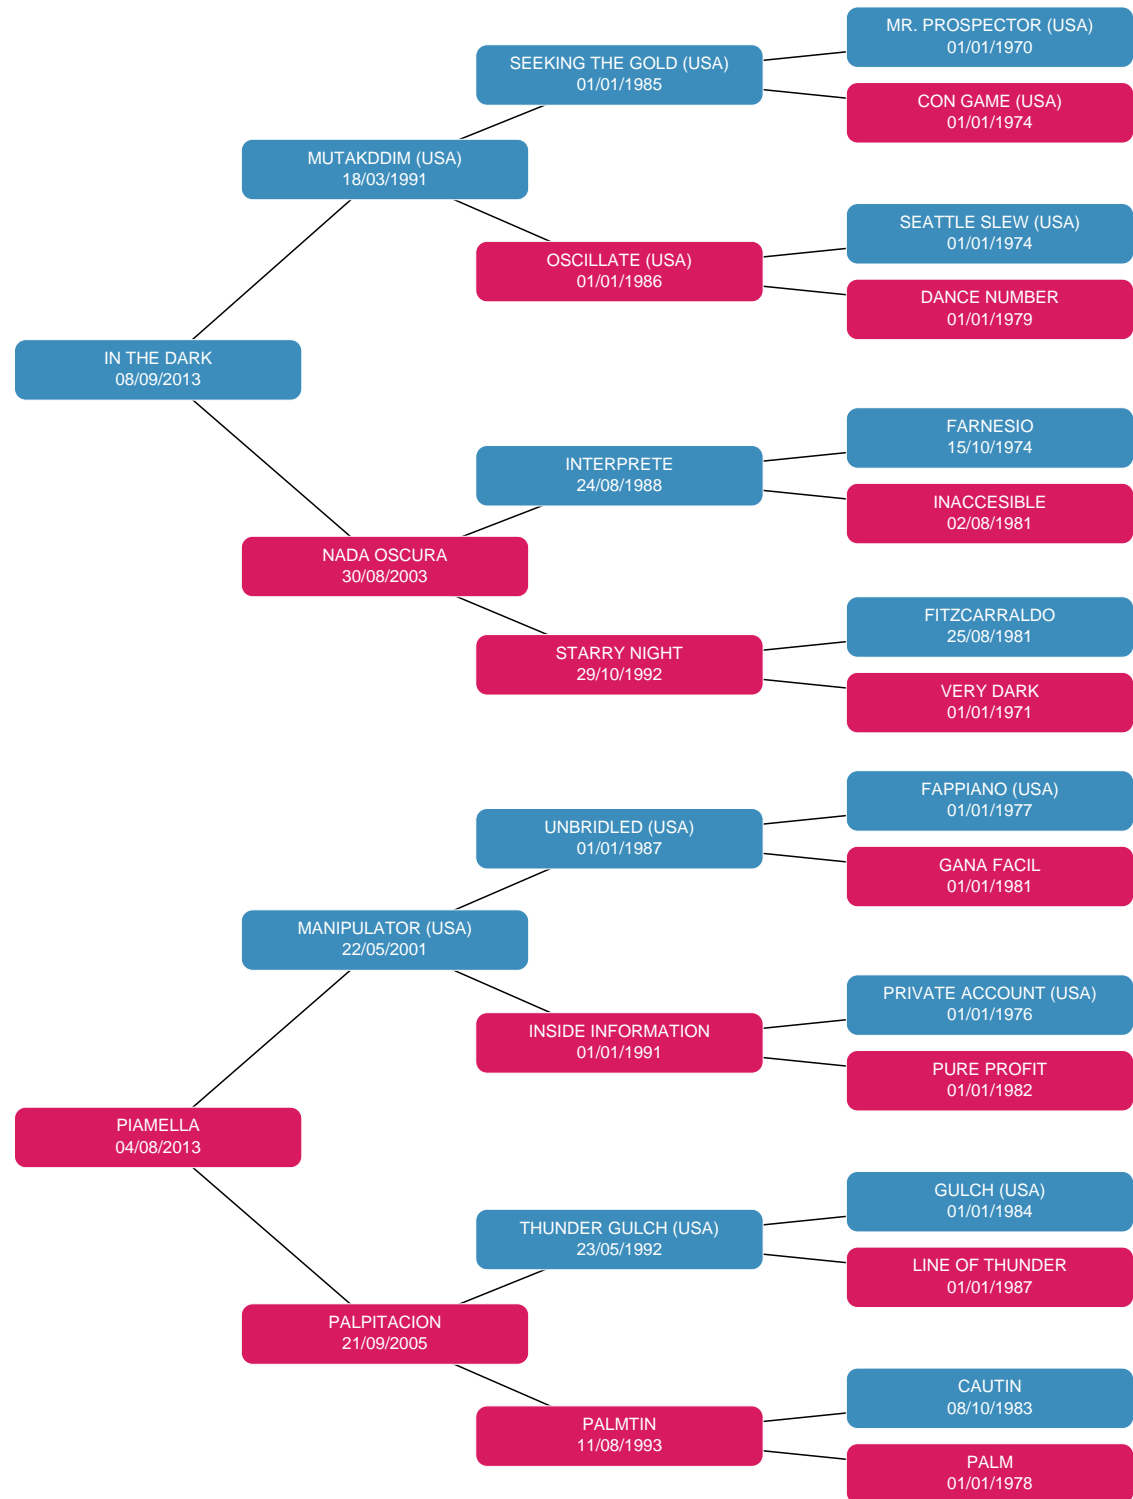 MR. PROSPECTOR (USA)
01/01/1970
SEEKING THE GOLD (USA)
01/01/1985
CON GAME (USA)
01/01/1974
MUTAKDDIM (USA)
18/03/1991
SEATTLE SLEW (USA)
01/01/1974
OSCILLATE (USA)
01/01/1986
DANCE NUMBER
01/01/1979
IN THE DARK
08/09/2013
FARNESIO
15/10/1974
INTERPRETE
24/08/1988
INACCESIBLE
02/08/1981
NADA OSCURA
30/08/2003
FITZCARRALDO
25/08/1981
STARRY NIGHT
29/10/1992
VERY DARK
01/01/1971
FAPPIANO (USA)
01/01/1977
UNBRIDLED (USA)
01/01/1987
GANA FACIL
01/01/1981
MANIPULATOR (USA)
22/05/2001
PRIVATE ACCOUNT (USA)
01/01/1976
INSIDE INFORMATION
01/01/1991
PURE PROFIT
01/01/1982
PIAMELLA
04/08/2013
GULCH (USA)
01/01/1984
THUNDER GULCH (USA)
23/05/1992
LINE OF THUNDER
01/01/1987
PALPITACION
21/09/2005
CAUTIN
08/10/1983
PALMTIN
11/08/1993
PALM
01/01/1978